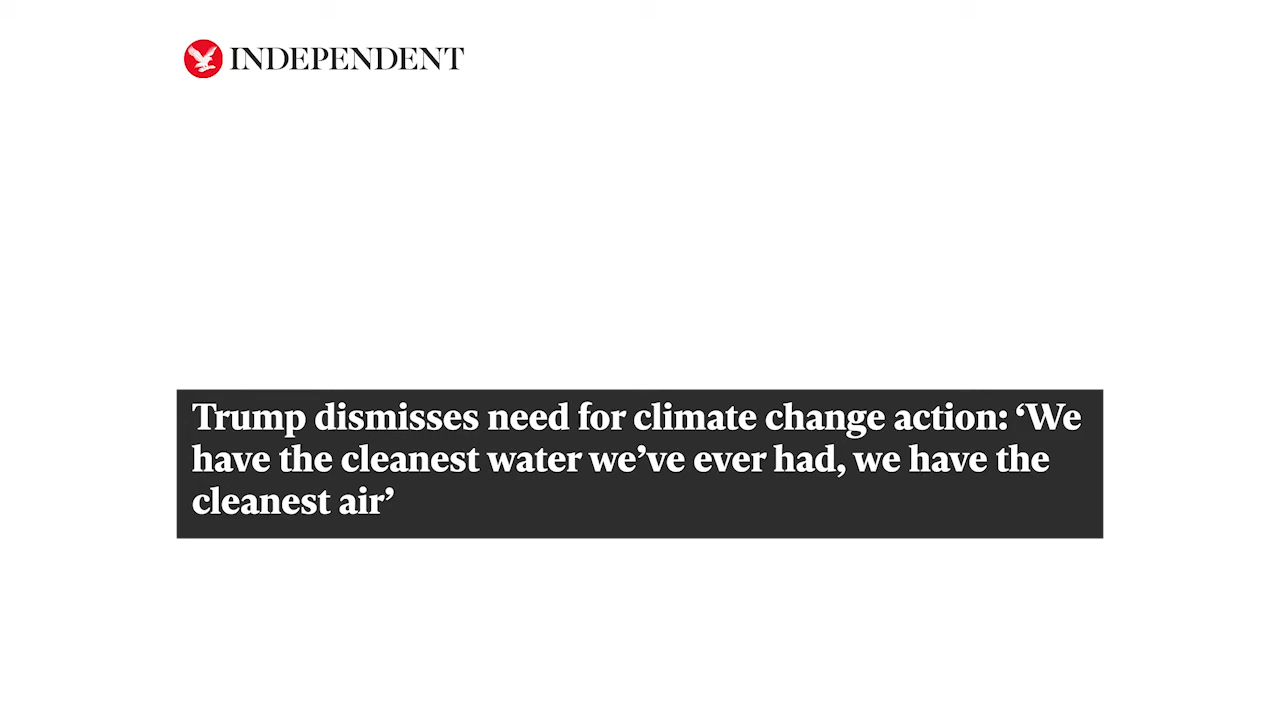 INDEPENDENT
Trump dismisses need for climate change action: ‘We
have the cleanest water we’ve ever had, we have the
cleanest air’